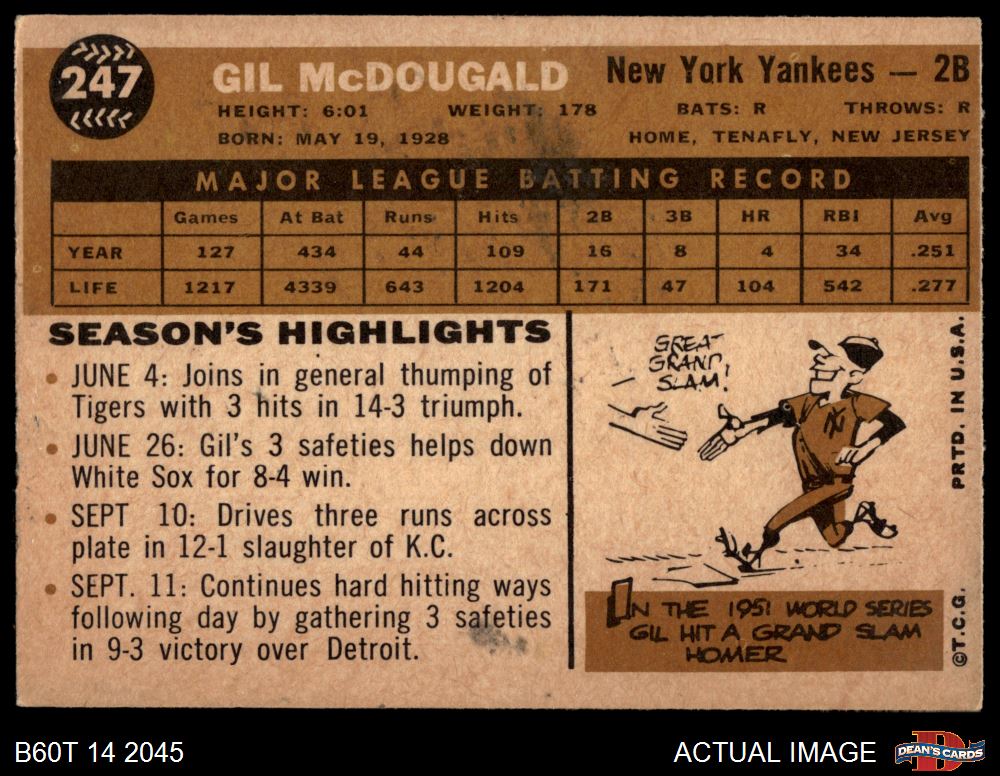 247
GIL McDOUGALD
New York Yankees — 2B
HEIGHT: 6:01 WEIGHT: 178 BATS: R THROWS: R
BORN: MAY 19, 1928 HOME, TENAFLY, NEW JERSEY
MAJOR LEAGUE BATTING RECORD
Games At Bat Runs Hits 2B 3B HR RBI Avg
YEAR 127 434 44 109 16 8 4 34 .251
LIFE 1217 4339 643 1204 171 47 104 542 .277
SEASON'S HIGHLIGHTS
• JUNE 4: Joins in general thumping of
Tigers with 3 hits in 14-3 triumph.
• JUNE 26: Gil's 3 safeties helps down
White Sox for 8-4 win.
• SEPT 10: Drives three runs across
plate in 12-1 slaughter of K.C.
• SEPT. 11: Continues hard hitting ways
following day by gathering 3 safeties
in 9-3 victory over Detroit.
GREAT
GRAND
SLAM!
NY
IN THE 1951 WORLD SERIES
GIL HIT A GRAND SLAM
HOMER
©T.C.G. PRTD. IN U.S.A.
B60T 14 2045
ACTUAL IMAGE
D
DEAN'S CARDS